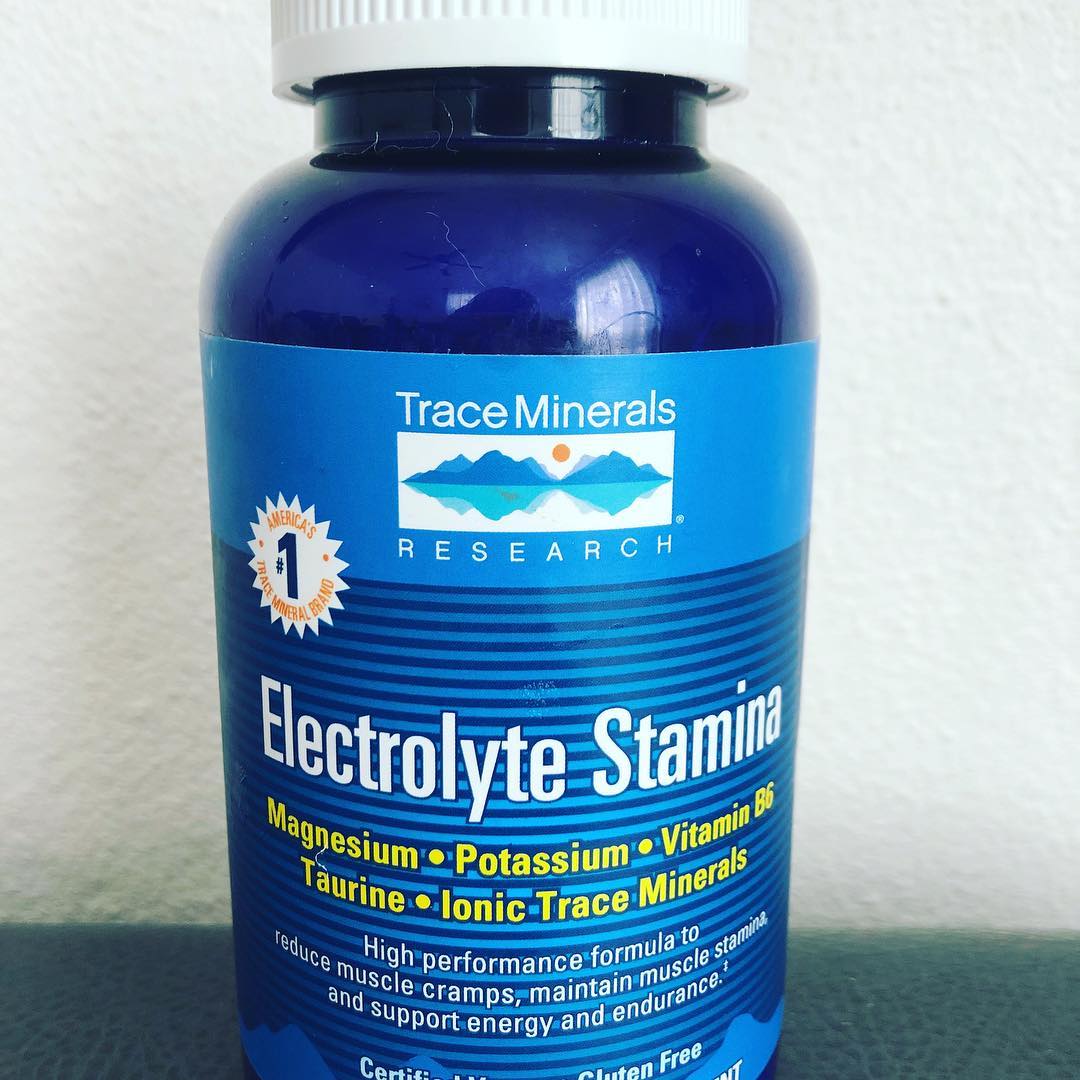 Trace Minerals
®
RESEARCH
AMERICA'S
#1
TRACE MINERAL BRAND
Electrolyte Stamina
Magnesium • Potassium • Vitamin B6
Taurine • Ionic Trace Minerals
High performance formula to
reduce muscle cramps, maintain muscle stamina,
and support energy and endurance.‡
Gluten Free